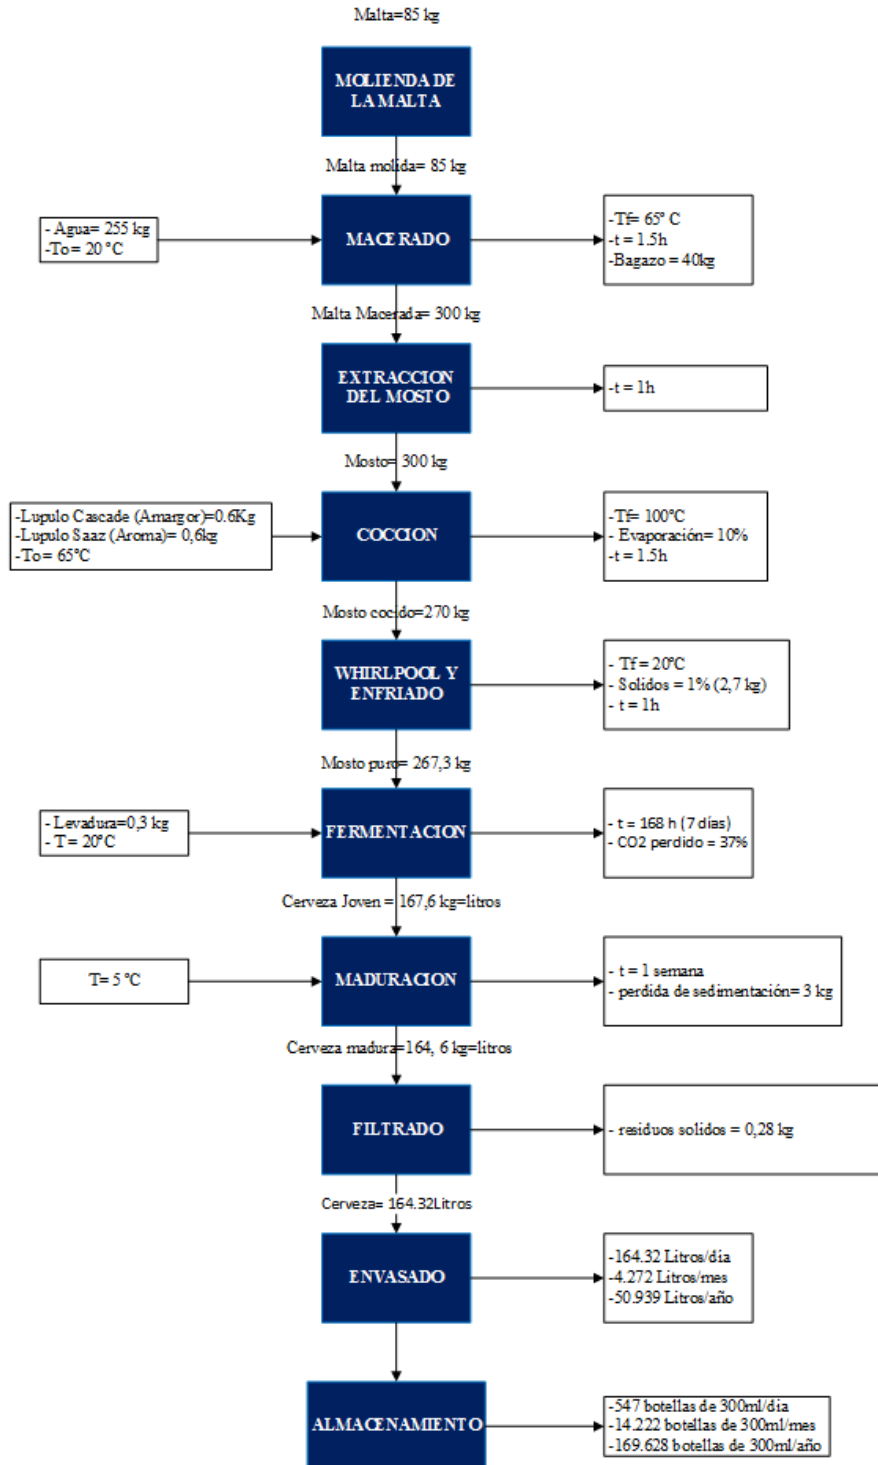 Malta=85 kg
MOLIENDA DE
LA MALTA
Malta molida= 85 kg
- Agua= 255 kg
-To= 20 °C
MACERADO
-Tf= 65° C
-t = 1.5h
-Bagazo = 40kg
Malta Macerada= 300 kg
EXTRACCION
DEL MOSTO
-t = 1h
Mosto= 300 kg
-Lupulo Cascade (Amargor)=0.6Kg
-Lupulo Saaz (Aroma)= 0,6kg
-To= 65°C
COCCION
-Tf= 100°C
- Evaporación= 10%
-t = 1.5h
Mosto cocido=270 kg
WHIRLPOOL Y
ENFRIADO
- Tf = 20°C
- Solidos = 1% (2,7 kg)
- t = 1h
Mosto puro= 267,3 kg
- Levadura=0,3 kg
- T= 20°C
FERMENTACION
- t = 168 h (7 días)
- CO2 perdido = 37%
Cerveza Joven = 167,6 kg=litros
T= 5 °C
MADURACION
- t = 1 semana
- perdida de sedimentación= 3 kg
Cerveza madura=164, 6 kg=litros
FILTRADO
- residuos solidos = 0,28 kg
Cerveza= 164.32Litros
ENVASADO
-164.32 Litros/día
-4.272 Litros/mes
-50.939 Litros/año
ALMACENAMIENTO
-547 botellas de 300ml/dia
-14.222 botellas de 300ml/mes
-169.628 botellas de 300ml/año